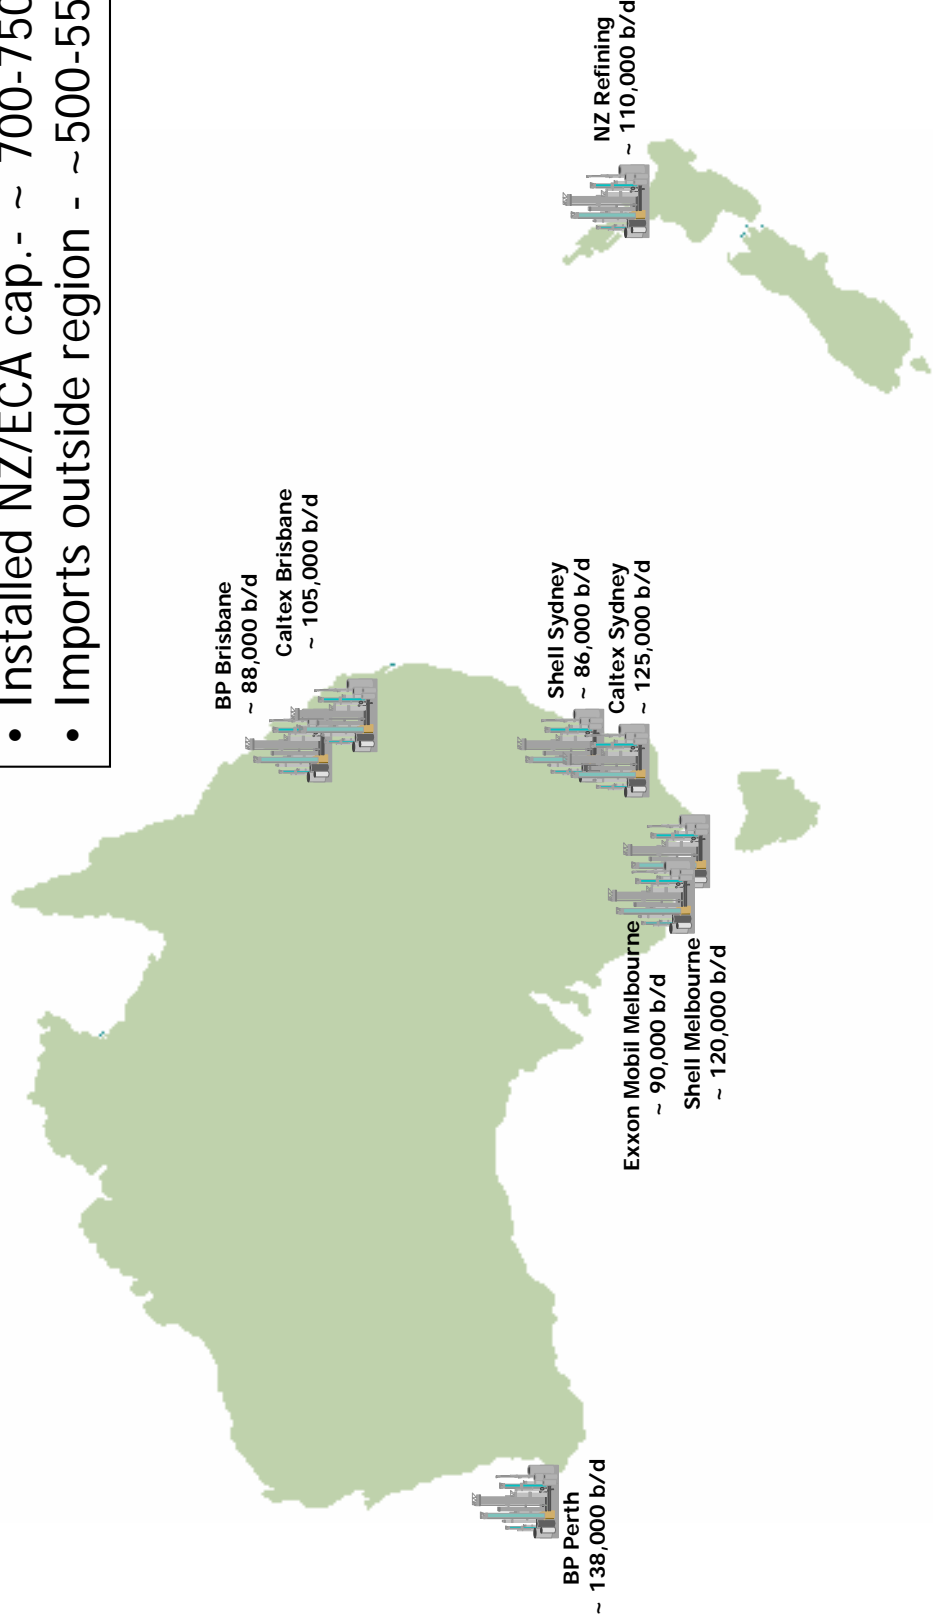 • Installed NZ/ECA cap.- ~ 700-750
• Imports outside region - ~500-55
BP Brisbane
~ 88,000 b/d
Caltex Brisbane
~ 105,000 b/d
NZ Refining
~ 110,000 b/d
Shell Sydney
~ 86,000 b/d
Caltex Sydney
~ 125,000 b/d
Exxon Mobil Melbourne
~ 90,000 b/d
Shell Melbourne
~ 120,000 b/d
BP Perth
~ 138,000 b/d